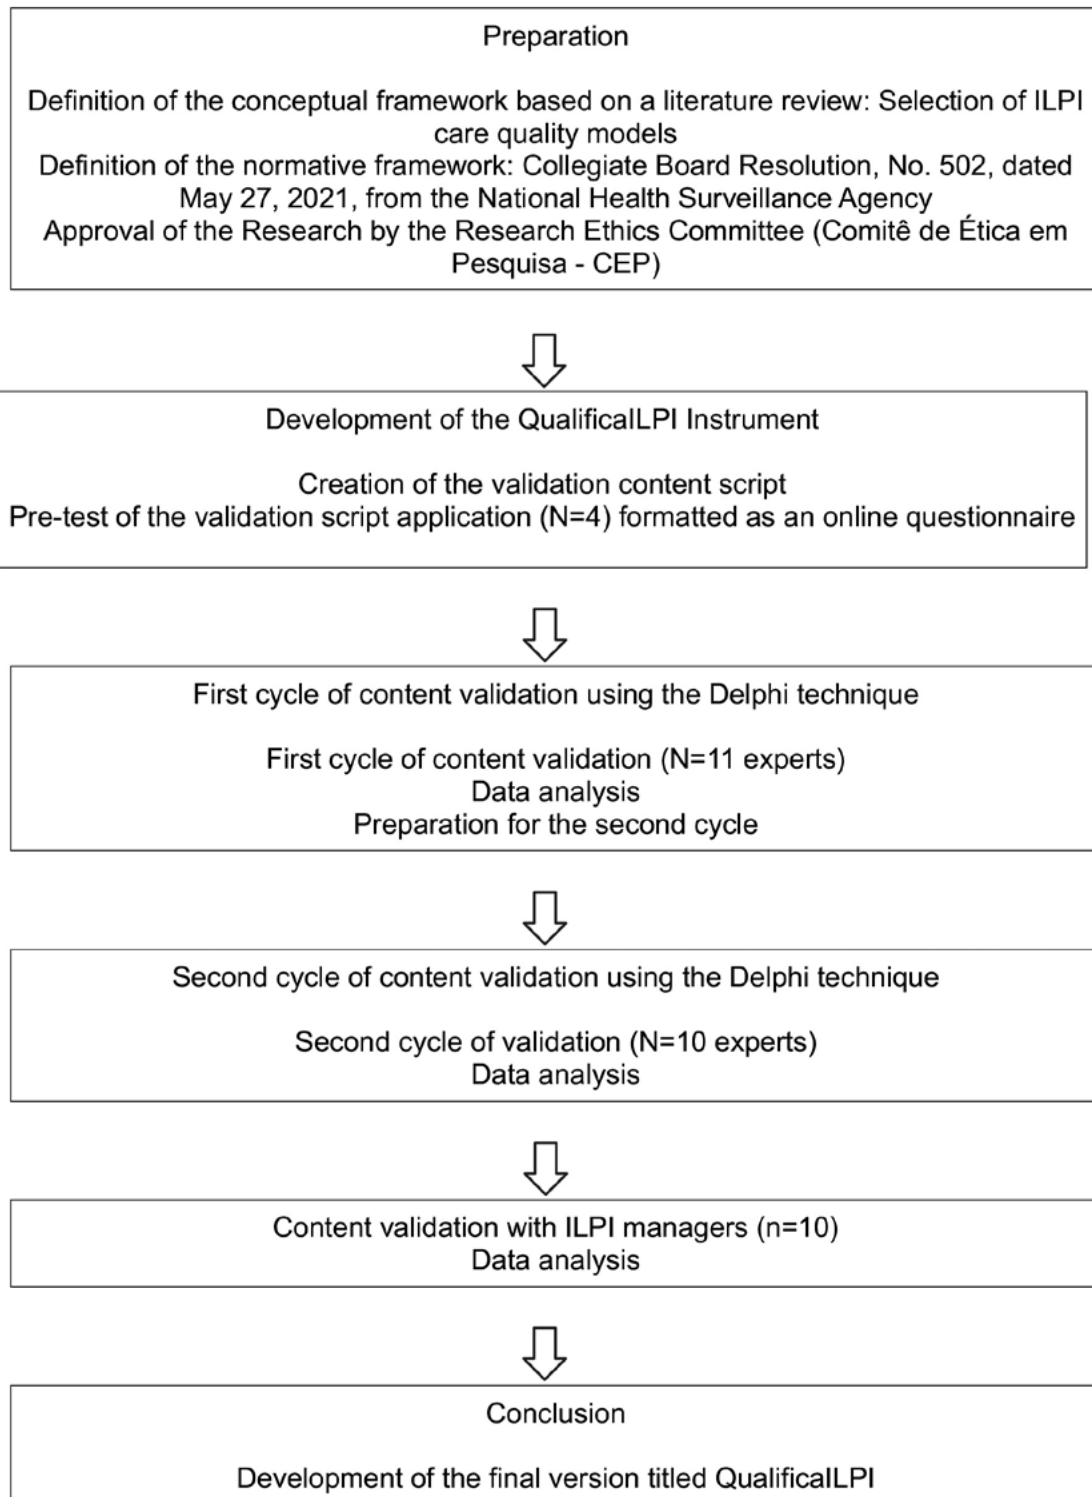 Preparation
Definition of the conceptual framework based on a literature review: Selection of ILPI
care quality models
Definition of the normative framework: Collegiate Board Resolution, No. 502, dated
May 27, 2021, from the National Health Surveillance Agency
Approval of the Research by the Research Ethics Committee (Comitê de Ética em
Pesquisa - CEP)
Development of the QualificaILPI Instrument
Creation of the validation content script
Pre-test of the validation script application (N=4) formatted as an online questionnaire
First cycle of content validation using the Delphi technique
First cycle of content validation (N=11 experts)
Data analysis
Preparation for the second cycle
Second cycle of content validation using the Delphi technique
Second cycle of validation (N=10 experts)
Data analysis
Content validation with ILPI managers (n=10)
Data analysis
Conclusion
Development of the final version titled QualificaILPI